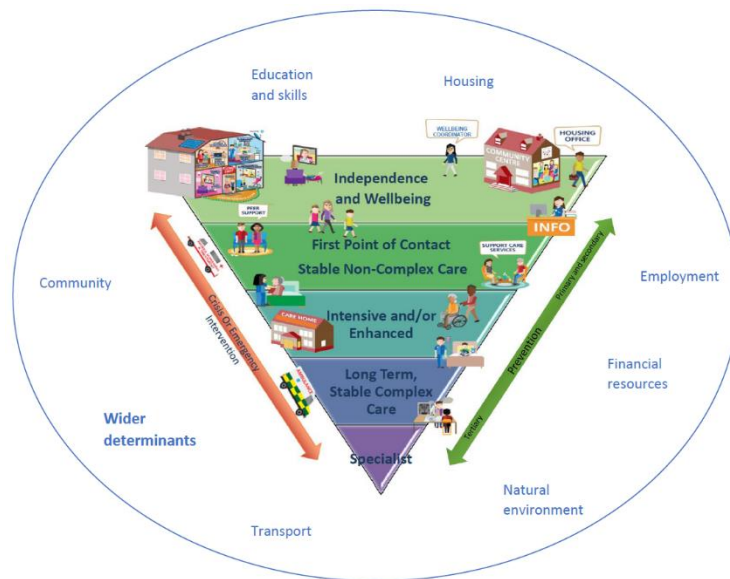 Education
and skills
Housing
WELLBEING
COORDINATOR
COMMUNITY
CENTRE
HOUSING
OFFICE
Independence
and Wellbeing
PEER
SUPPORT
INFO
First Point of Contact
Stable Non-Complex Care
SUPPORT CARE
SERVICES
Community
Employment
Crisis Or Emergency
Intervention
Primary and secondary
Prevention
Tertiary
CARE HOME
Intensive and/or
Enhanced
AMBULANCE
Long Term,
Stable Complex
Care
Financial
resources
Wider
determinants
Specialist
Natural
environment
Transport